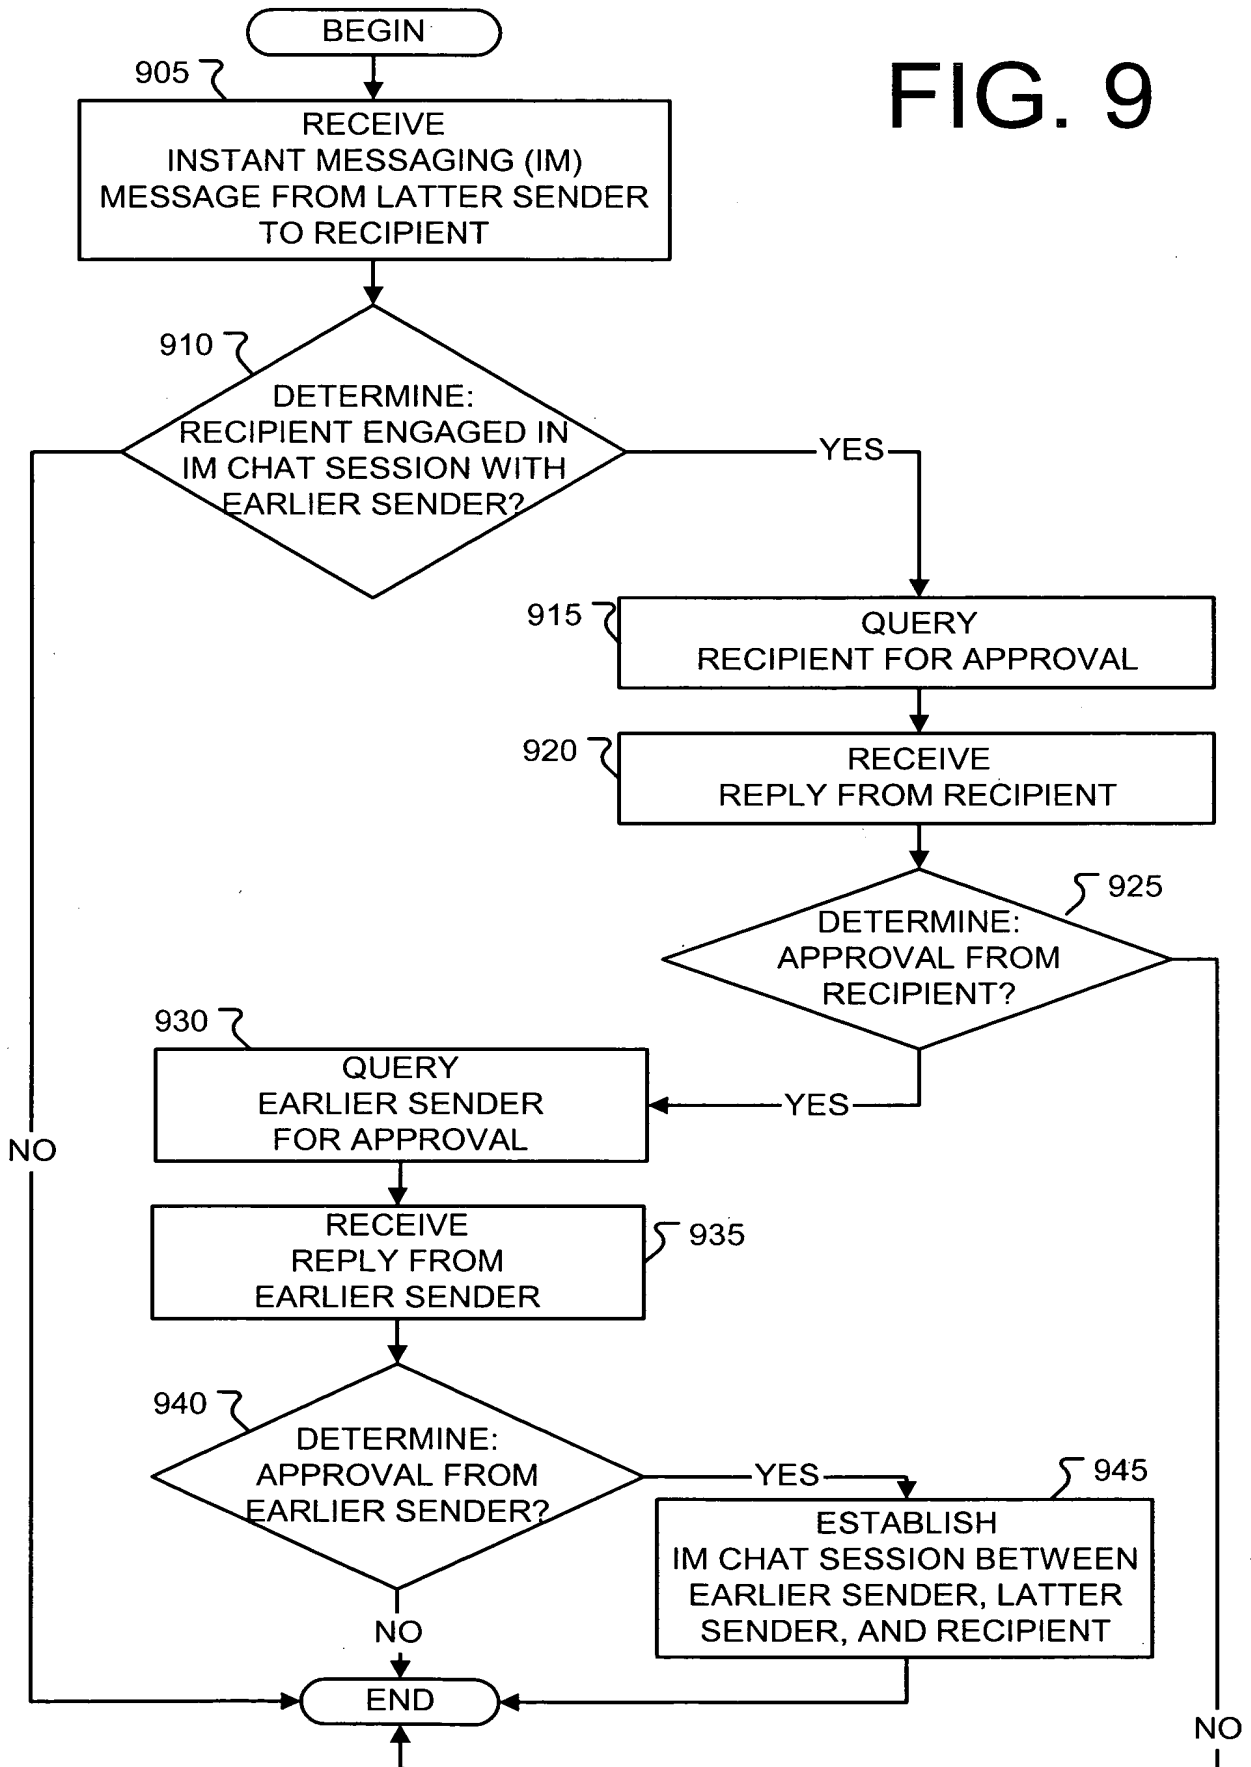 BEGIN
FIG. 9
905
RECEIVE
INSTANT MESSAGING (IM)
MESSAGE FROM LATTER SENDER
TO RECIPIENT
910
DETERMINE:
RECIPIENT ENGAGED IN
IM CHAT SESSION WITH
EARLIER SENDER?
YES
915
QUERY
RECIPIENT FOR APPROVAL
920
RECEIVE
REPLY FROM RECIPIENT
925
DETERMINE:
APPROVAL FROM
RECIPIENT?
YES
930
QUERY
EARLIER SENDER
FOR APPROVAL
NO
935
RECEIVE
REPLY FROM
EARLIER SENDER
940
DETERMINE:
APPROVAL FROM
EARLIER SENDER?
YES
945
ESTABLISH
IM CHAT SESSION BETWEEN
EARLIER SENDER, LATTER
SENDER, AND RECIPIENT
NO
END
NO